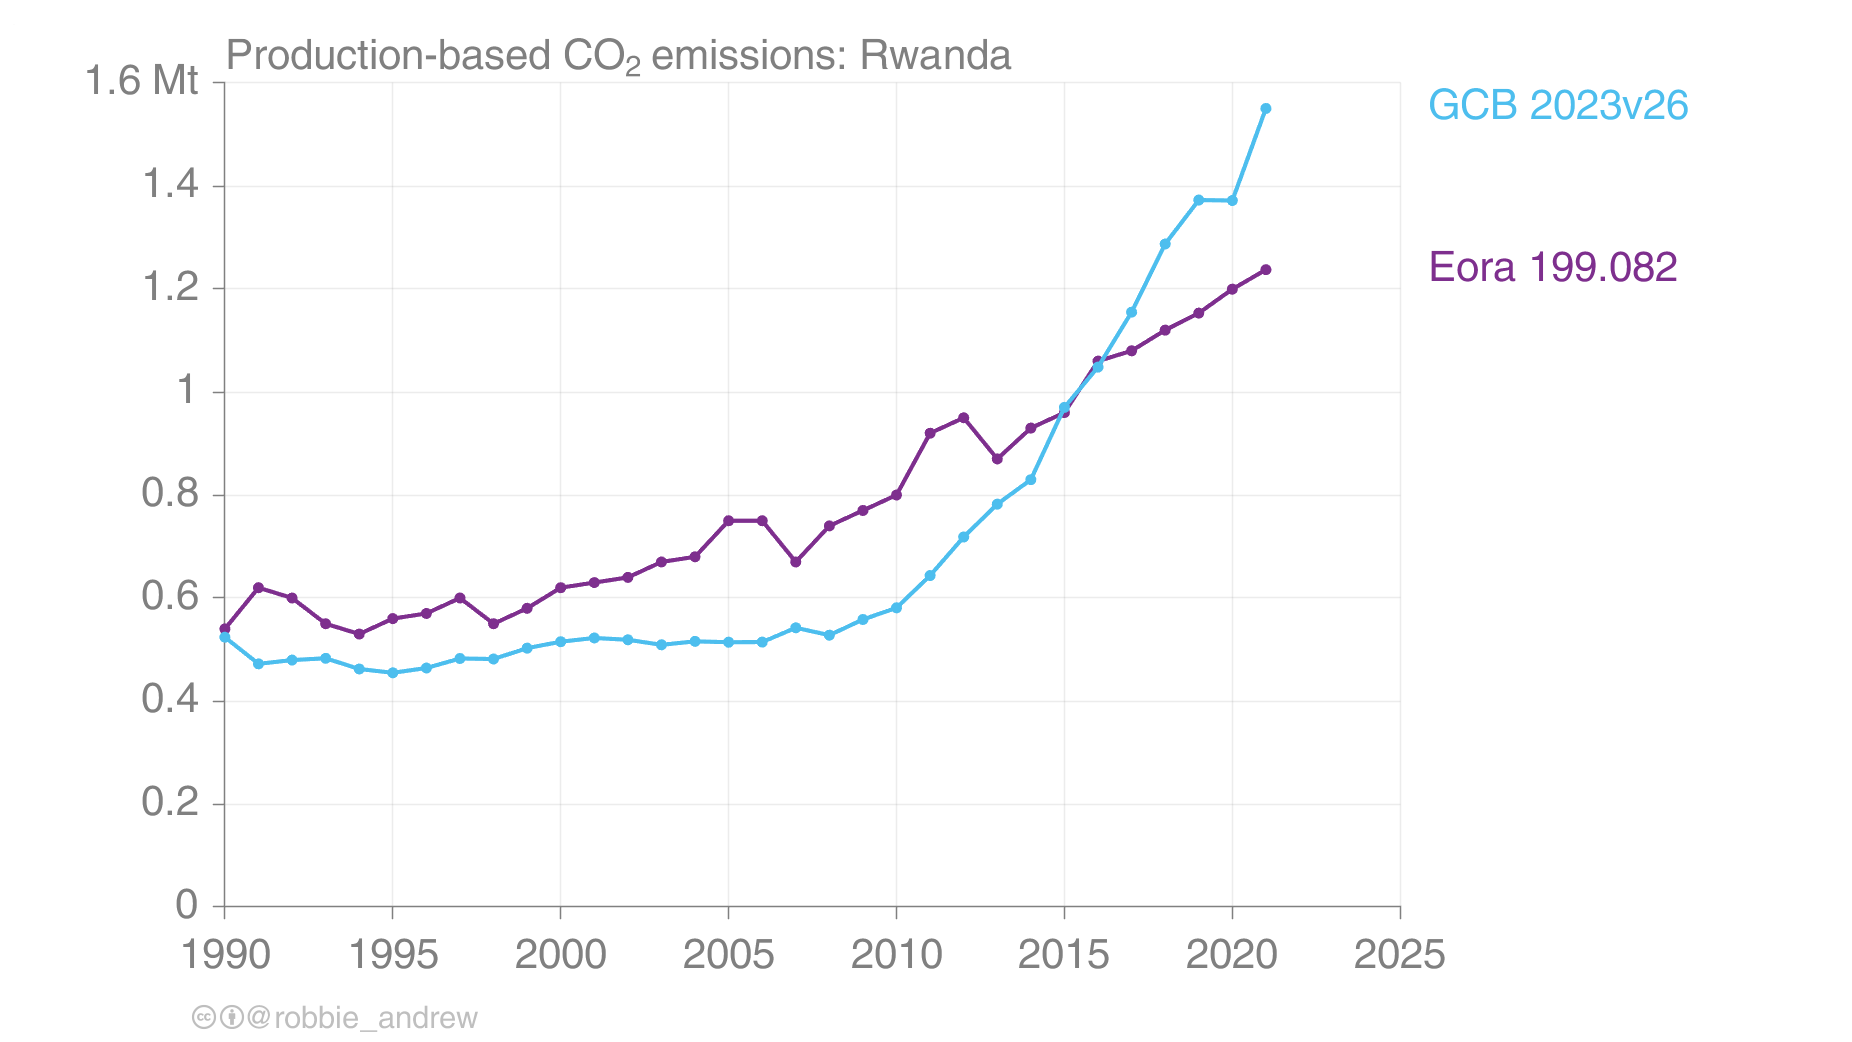 Production-based CO₂ emissions: Rwanda
1.6 Mt
1.4
1.2
1
0.8
0.6
0.4
0.2
0
1990 1995 2000 2005 2010 2015 2020 2025
GCB 2023v26
Eora 199.082
cc @robbie_andrew